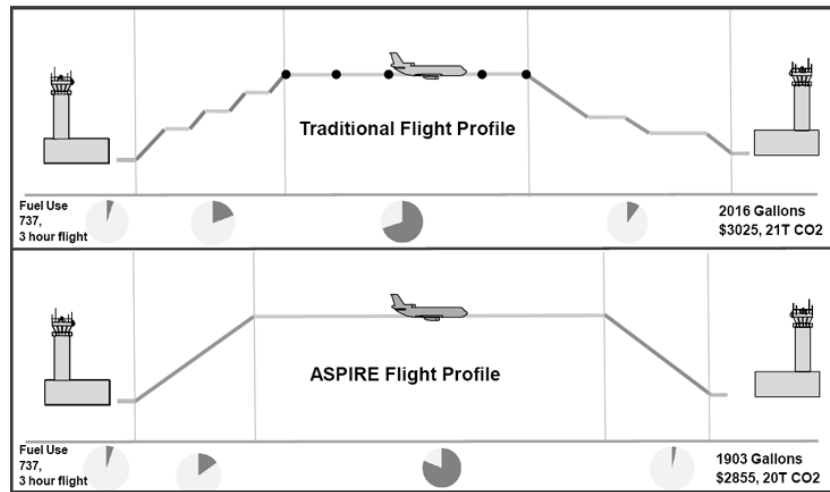 Traditional Flight Profile
Fuel Use
737,
3 hour flight
2016 Gallons
$3025, 21T CO2
ASPIRE Flight Profile
Fuel Use
737,
3 hour flight
1903 Gallons
$2855, 20T CO2